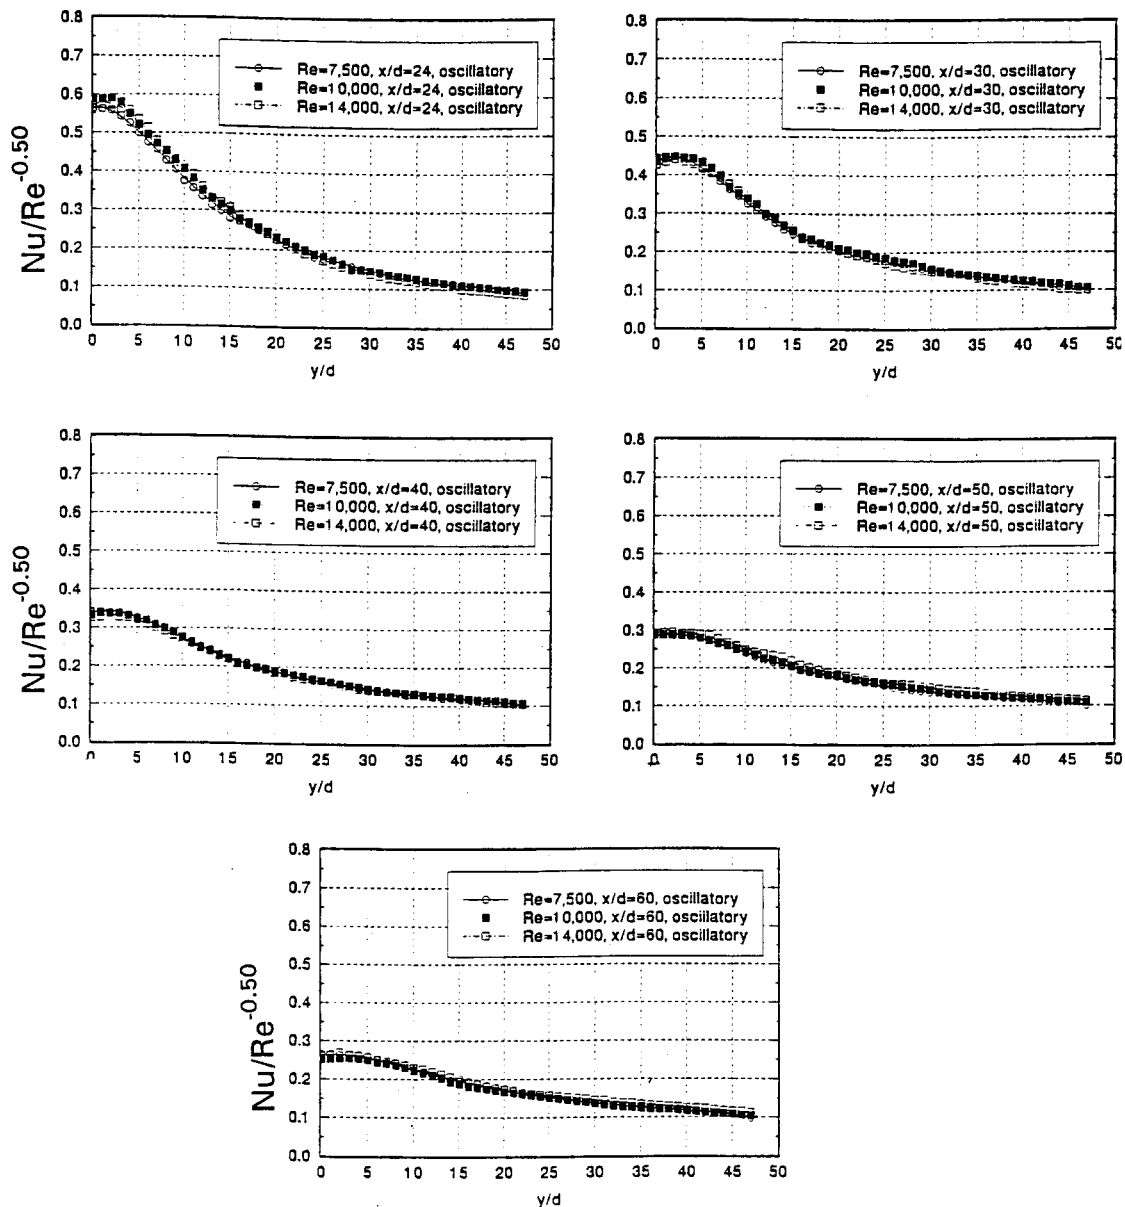 0.8
0.7
0.6
0.5
0.4
0.3
0.2
0.1
0.0
Nu/Re^-0.50
Re=7,500, x/d=24, oscillatory
Re=10,000, x/d=24, oscillatory
Re=14,000, x/d=24, oscillatory
0 5 10 15 20 25 30 35 40 45 50
y/d
0.8
0.7
0.6
0.5
0.4
0.3
0.2
0.1
0.0
Re=7,500, x/d=30, oscillatory
Re=10,000, x/d=30, oscillatory
Re=14,000, x/d=30, oscillatory
0 5 10 15 20 25 30 35 40 45 50
y/d
0.8
0.7
0.6
0.5
0.4
0.3
0.2
0.1
0.0
Nu/Re^-0.50
Re=7,500, x/d=40, oscillatory
Re=10,000, x/d=40, oscillatory
Re=14,000, x/d=40, oscillatory
0 5 10 15 20 25 30 35 40 45 50
y/d
0.8
0.7
0.6
0.5
0.4
0.3
0.2
0.1
0.0
Re=7,500, x/d=50, oscillatory
Re=10,000, x/d=50, oscillatory
Re=14,000, x/d=50, oscillatory
5 10 15 20 25 30 35 40 45 50
y/d
0.8
0.7
0.6
0.5
0.4
0.3
0.2
0.1
0.0
Nu/Re^-0.50
Re=7,500, x/d=60, oscillatory
Re=10,000, x/d=60, oscillatory
Re=14,000, x/d=60, oscillatory
0 5 10 15 20 25 30 35 40 45 50
y/d